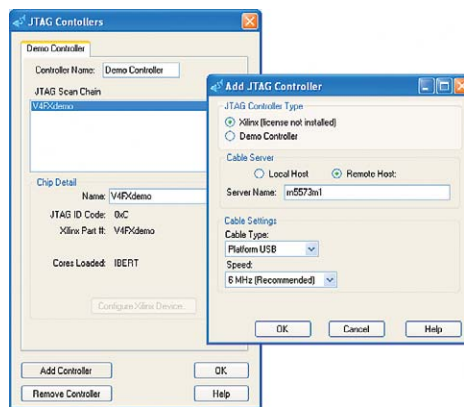 JTAG Contollers
Demo Controller
Controller Name: Demo Controller
JTAG Scan Chain
V4FXdemo
Chip Detail
Name: V4FXdemo
JTAG ID Code: 0xC
Xilinx Part #: V4FXdemo
Cores Loaded: IBERT
Configure Xilinx Device...
Add Controller OK
Remove Controller Help
Add JTAG Controller
JTAG Controller Type
Xilinx (license not installed)
Demo Controller
Cable Server
Local Host Remote Host:
Server Name: m5573m1
Cable Settings
Cable Type:
Platform USB
Speed:
6 MHz (Recommended)
OK Cancel Help